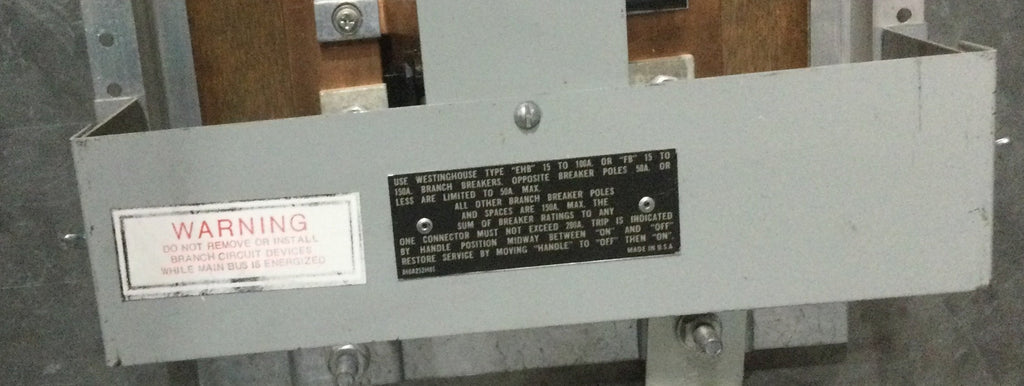 WARNING
DO NOT REMOVE OR INSTALL
BRANCH CIRCUIT DEVICES
WHILE MAIN BUS IS ENERGIZED
USE WESTINGHOUSE TYPE "EHB" 15 TO 100A. OR "FB" 15 TO
150A. BRANCH BREAKERS. OPPOSITE BREAKER POLES 50A. OR
LESS ARE LIMITED TO 50A. MAX.
ALL OTHER BRANCH BREAKER POLES
AND SPACES ARE 150A. MAX. THE
SUM OF BREAKER RATINGS TO ANY
ONE CONNECTOR MUST NOT EXCEED 200A. TRIP IS INDICATED
BY HANDLE POSITION MIDWAY BETWEEN "ON" AND "OFF"
RESTORE SERVICE BY MOVING "HANDLE" TO "OFF" THEN "ON".
MADE IN U.S.A